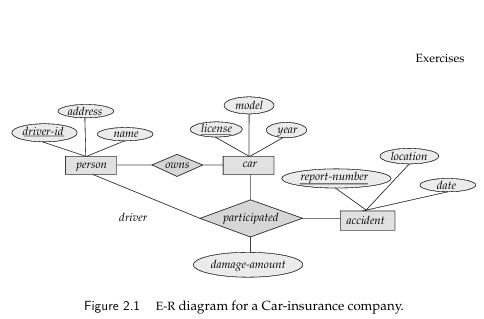 Exercises
model
address
driver-id
name
license
year
location
person
owns
car
report-number
date
driver
participated
accident
damage-amount
Figure 2.1 E-R diagram for a Car-insurance company.